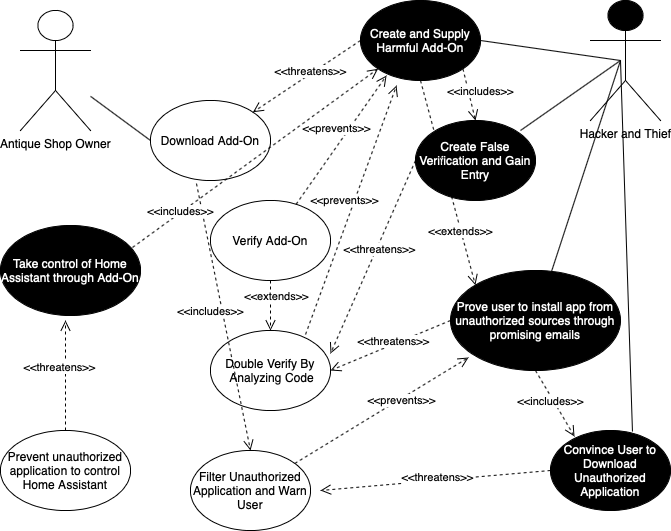 Create and Supply
Harmful Add-On
<<threatens>>
<<includes>>
Antique Shop Owner
Download Add-On
<<prevents>>
Create False
Verification and Gain
Entry
Hacker and Thief
<<includes>>
<<prevents>>
Verify Add-On
<<extends>>
<<threatens>>
Take control of Home
Assistant through Add-On
<<extends>>
<<includes>>
Prove user to install app from
unauthorized sources through
promising emails
<<threatens>>
<<threatens>>
Double Verify By
Analyzing Code
<<prevents>>
<<includes>>
Prevent unauthorized
application to control
Home Assistant
Filter Unauthorized
Application and Warn
User
<<threatens>>
Convince User to
Download
Unauthorized
Application